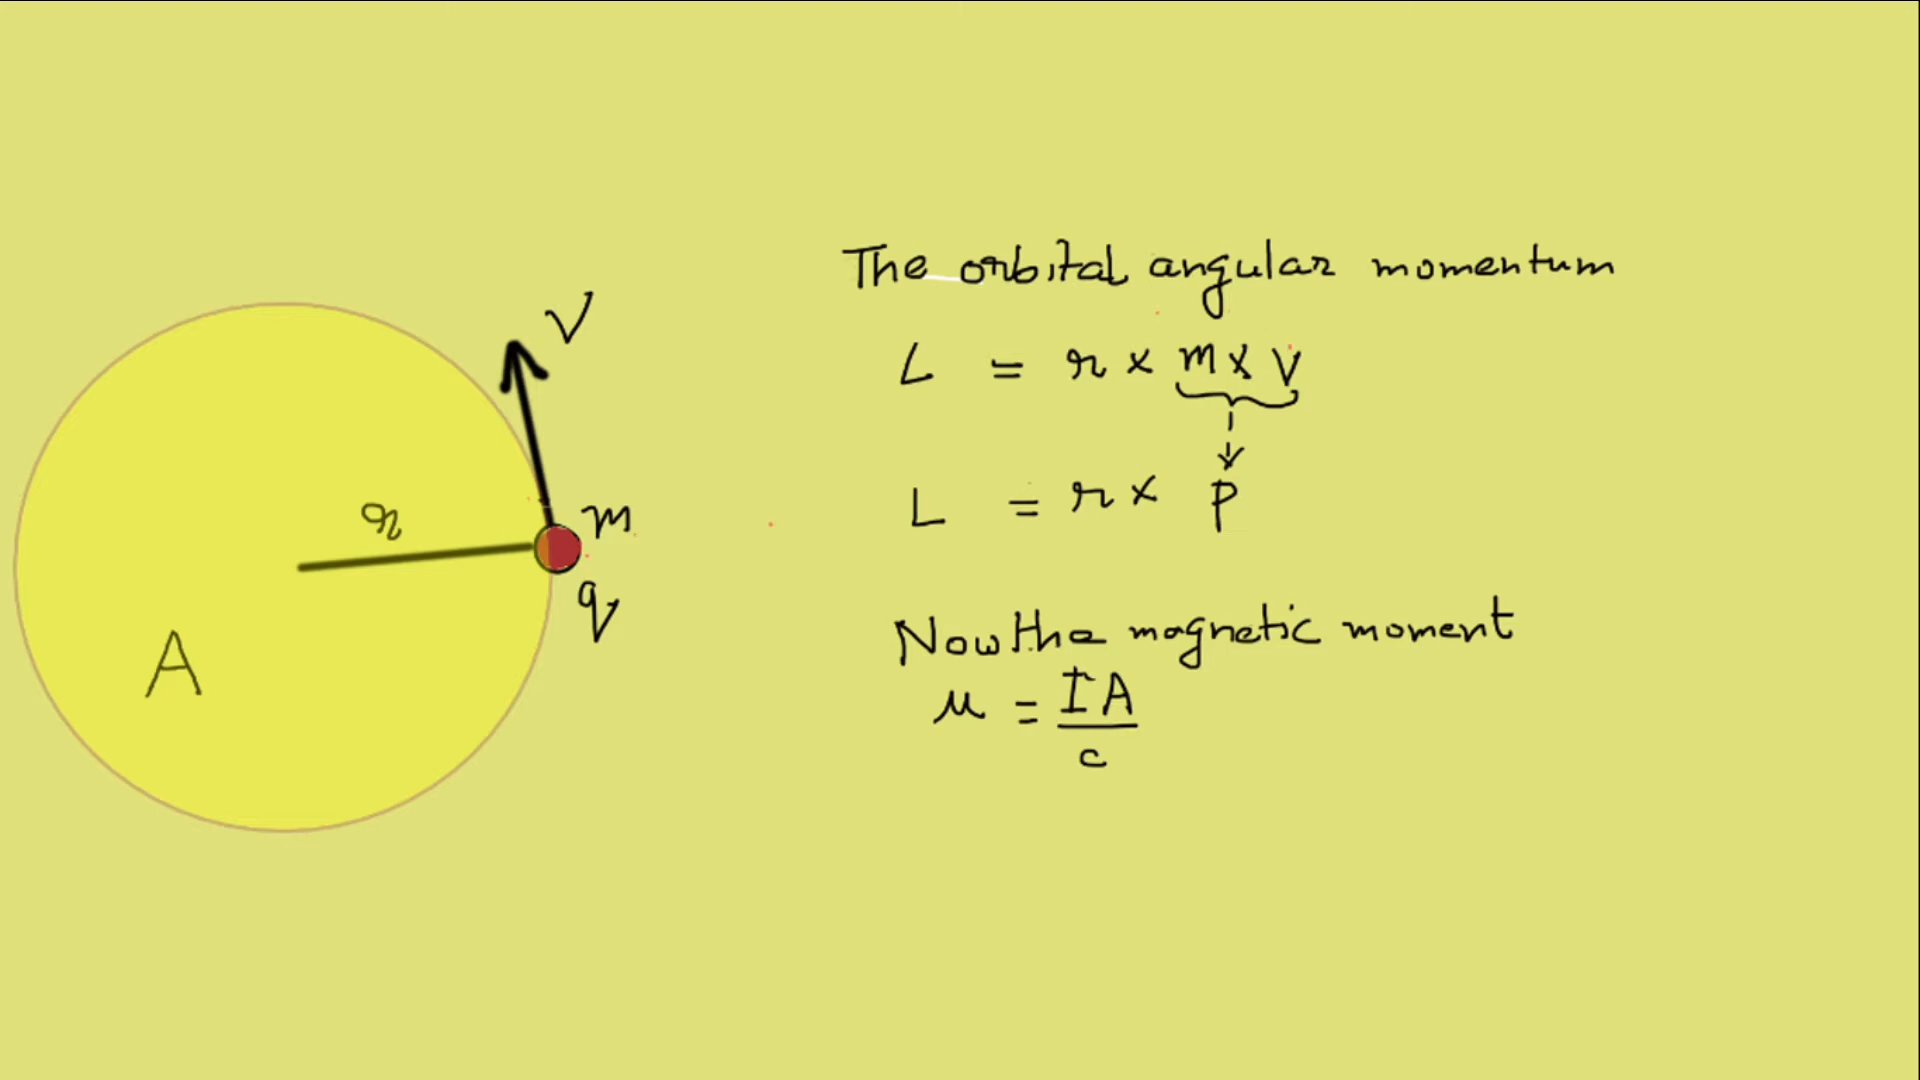 The orbital angular momentum
V
L = r × m × v
m
r
L = r × p
q
Now the magnetic moment
A
μ = IA
c